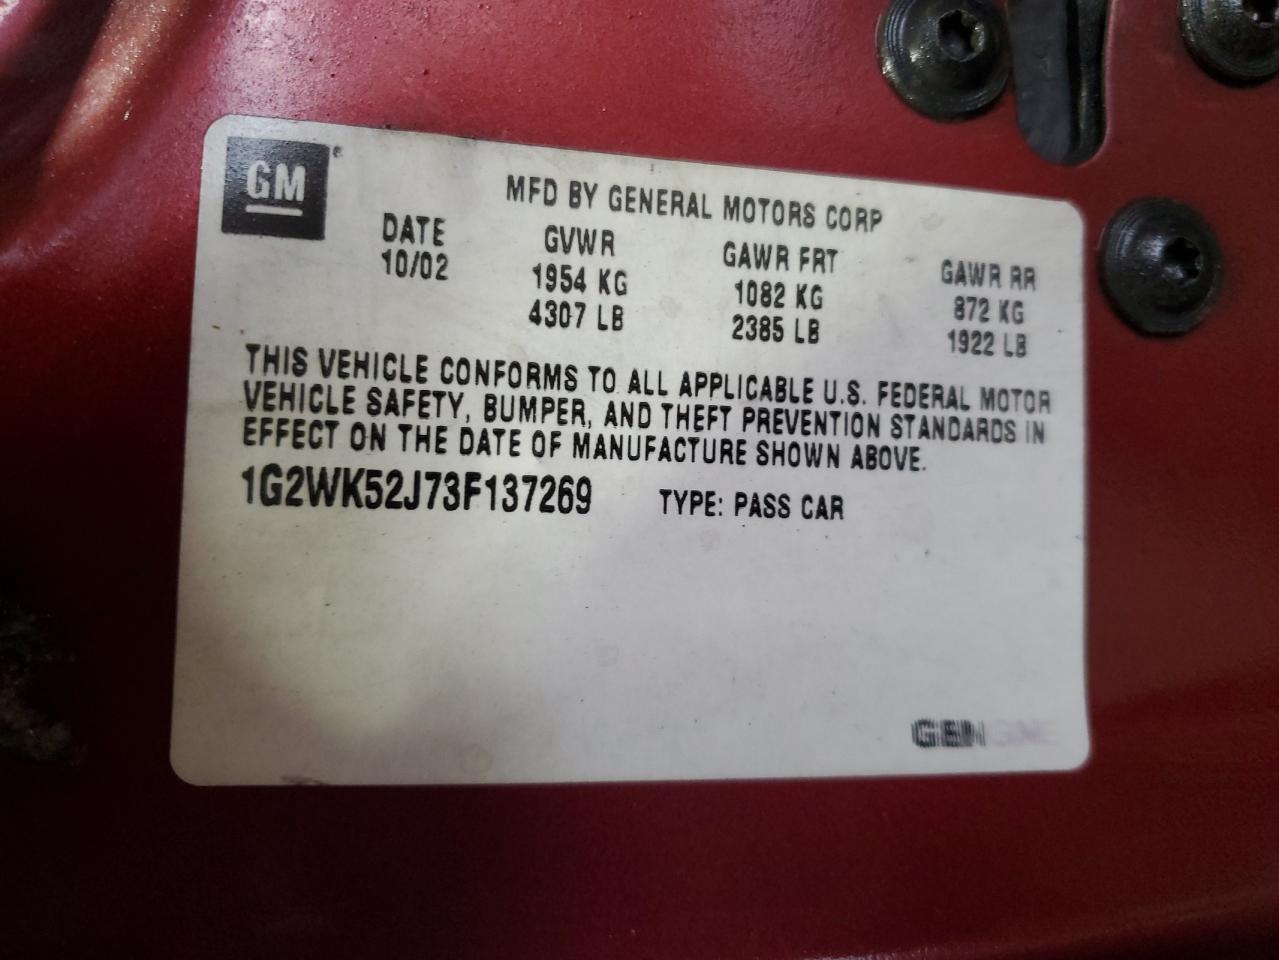 GM
MFD BY GENERAL MOTORS CORP
DATE GVWR GAWR FRT GAWR RR
10/02 1954 KG 1082 KG 872 KG
4307 LB 2385 LB 1922 LB
THIS VEHICLE CONFORMS TO ALL APPLICABLE U.S. FEDERAL MOTOR
VEHICLE SAFETY, BUMPER, AND THEFT PREVENTION STANDARDS IN
EFFECT ON THE DATE OF MANUFACTURE SHOWN ABOVE.
1G2WK52J73F137269 TYPE: PASS CAR